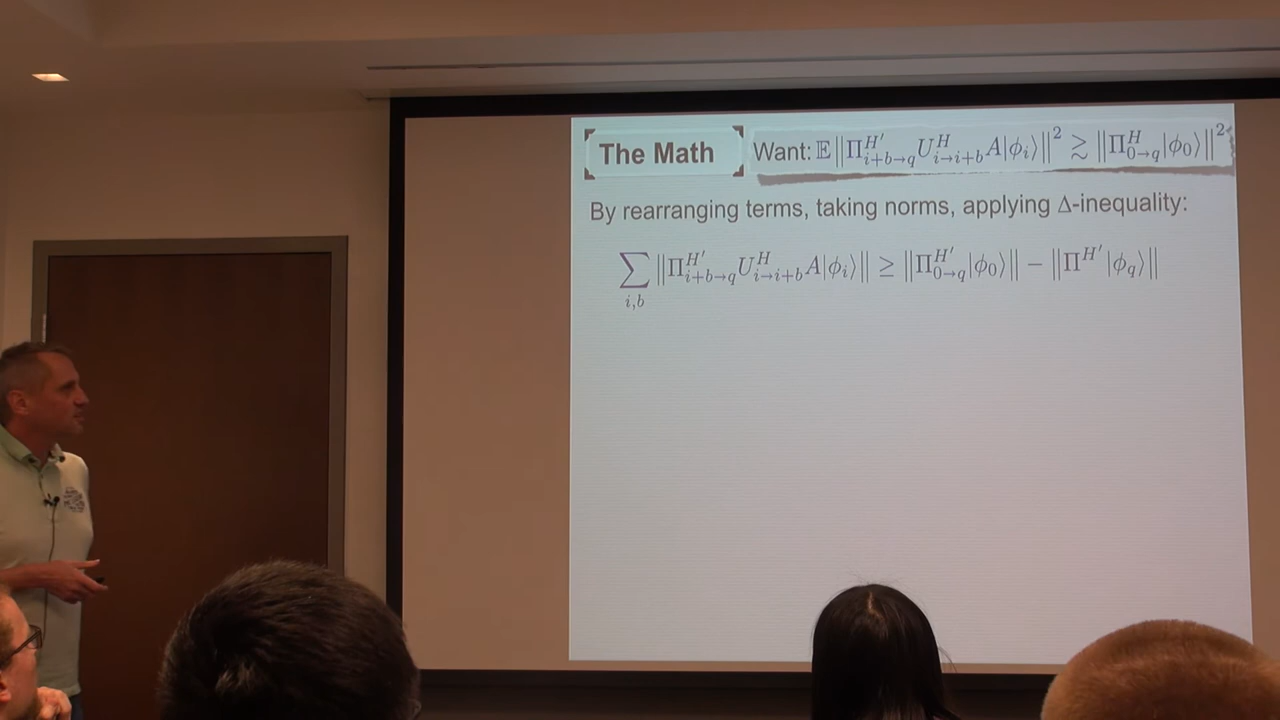 The Math
Want: 𝔼‖Π^{H'}_{i+b→q} U^H_{i→i+b} A|ϕ_i⟩‖² ≳ ‖Π^H_{0→q}|ϕ_0⟩‖²
By rearranging terms, taking norms, applying Δ-inequality:
∑_{i,b} ‖Π^{H'}_{i+b→q} U^H_{i→i+b} A|ϕ_i⟩‖ ≥ ‖Π^{H'}_{0→q}|ϕ_0⟩‖ − ‖Π^{H'}|ϕ_q⟩‖